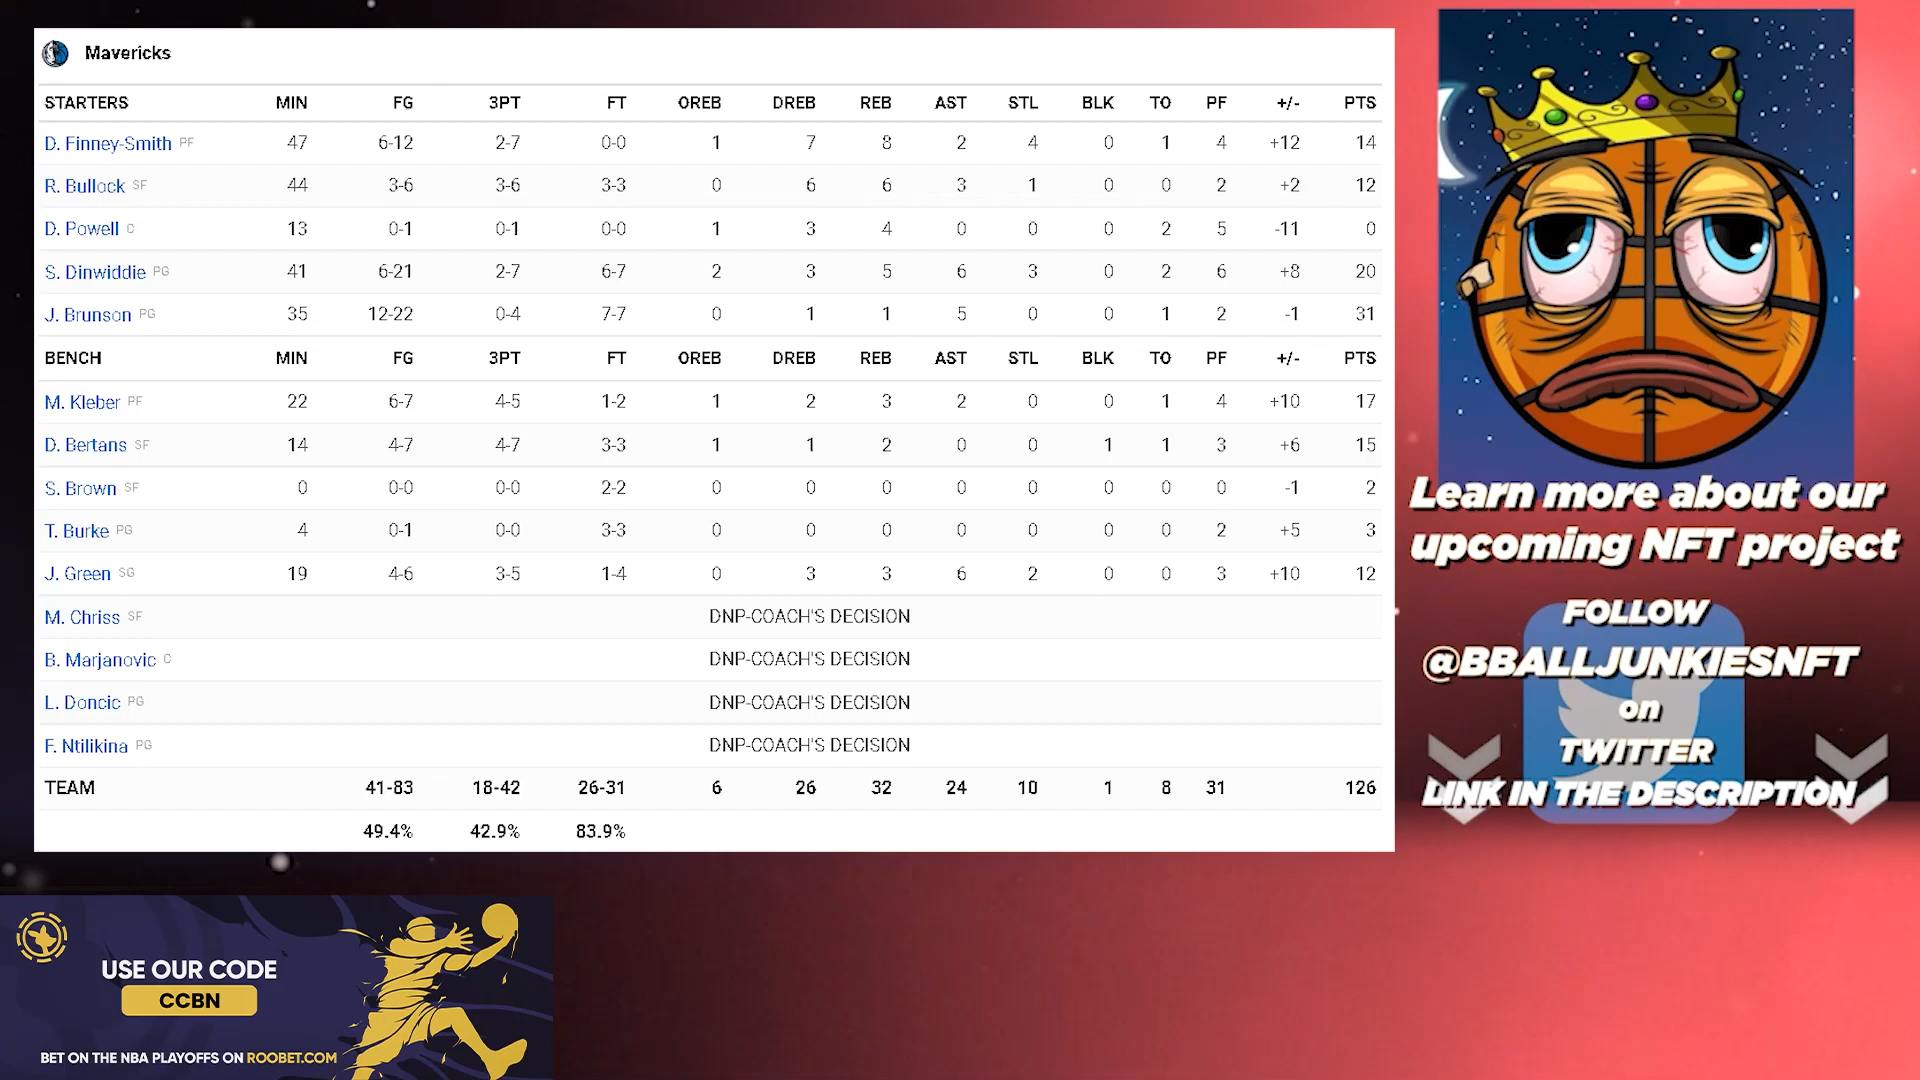 Mavericks
STARTERS MIN FG 3PT FT OREB DREB REB AST STL BLK TO PF +/- PTS
D. Finney-Smith PF 47 6-12 2-7 0-0 1 7 8 2 4 0 1 4 +12 14
R. Bullock SF 44 3-6 3-6 3-3 0 6 6 3 1 0 0 2 +2 12
D. Powell C 13 0-1 0-1 0-0 1 3 4 0 0 0 2 5 -11 0
S. Dinwiddie PG 41 6-21 2-7 6-7 2 3 5 6 3 0 2 6 +8 20
J. Brunson PG 35 12-22 0-4 7-7 0 1 1 5 0 0 1 2 -1 31
BENCH MIN FG 3PT FT OREB DREB REB AST STL BLK TO PF +/- PTS
M. Kleber PF 22 6-7 4-5 1-2 1 2 3 2 0 0 1 4 +10 17
D. Bertans SF 14 4-7 4-7 3-3 1 1 2 0 0 1 1 3 +6 15
S. Brown SF 0 0-0 0-0 2-2 0 0 0 0 0 0 0 0 -1 2
T. Burke PG 4 0-1 0-0 3-3 0 0 0 0 0 0 0 2 +5 3
J. Green SG 19 4-6 3-5 1-4 0 3 3 6 2 0 0 3 +10 12
M. Chriss SF DNP-COACH'S DECISION
B. Marjanovic C DNP-COACH'S DECISION
L. Doncic PG DNP-COACH'S DECISION
F. Ntilikina PG DNP-COACH'S DECISION
TEAM 41-83 18-42 26-31 6 26 32 24 10 1 8 31 126
49.4% 42.9% 83.9%
Learn more about our
upcoming NFT project
FOLLOW
@BBALLJUNKIESNFT
on
TWITTER
LINK IN THE DESCRIPTION
USE OUR CODE
CCBN
BET ON THE NBA PLAYOFFS ON ROOBET.COM